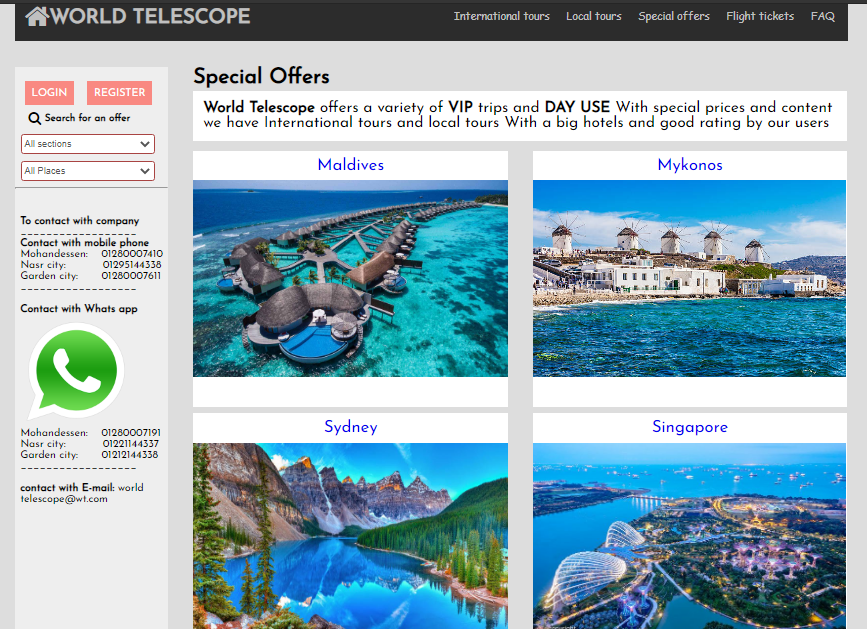 WORLD TELESCOPE
International tours Local tours Special offers Flight tickets FAQ
LOGIN REGISTER
Search for an offer
All sections
All Places
To contact with company
--------------------
Contact with mobile phone
Mohandessen: 01280007410
Nasr city: 01295144338
Garden city: 01280007611
--------------------
Contact with Whats app
Mohandessen: 01280007191
Nasr city: 01221144337
Garden city: 01212144338
--------------------
contact with E-mail: world
telescope@wt.com
Special Offers
World Telescope offers a variety of VIP trips and DAY USE With special prices and content
we have International tours and local tours With a big hotels and good rating by our users
Maldives
Mykonos
Sydney
Singapore